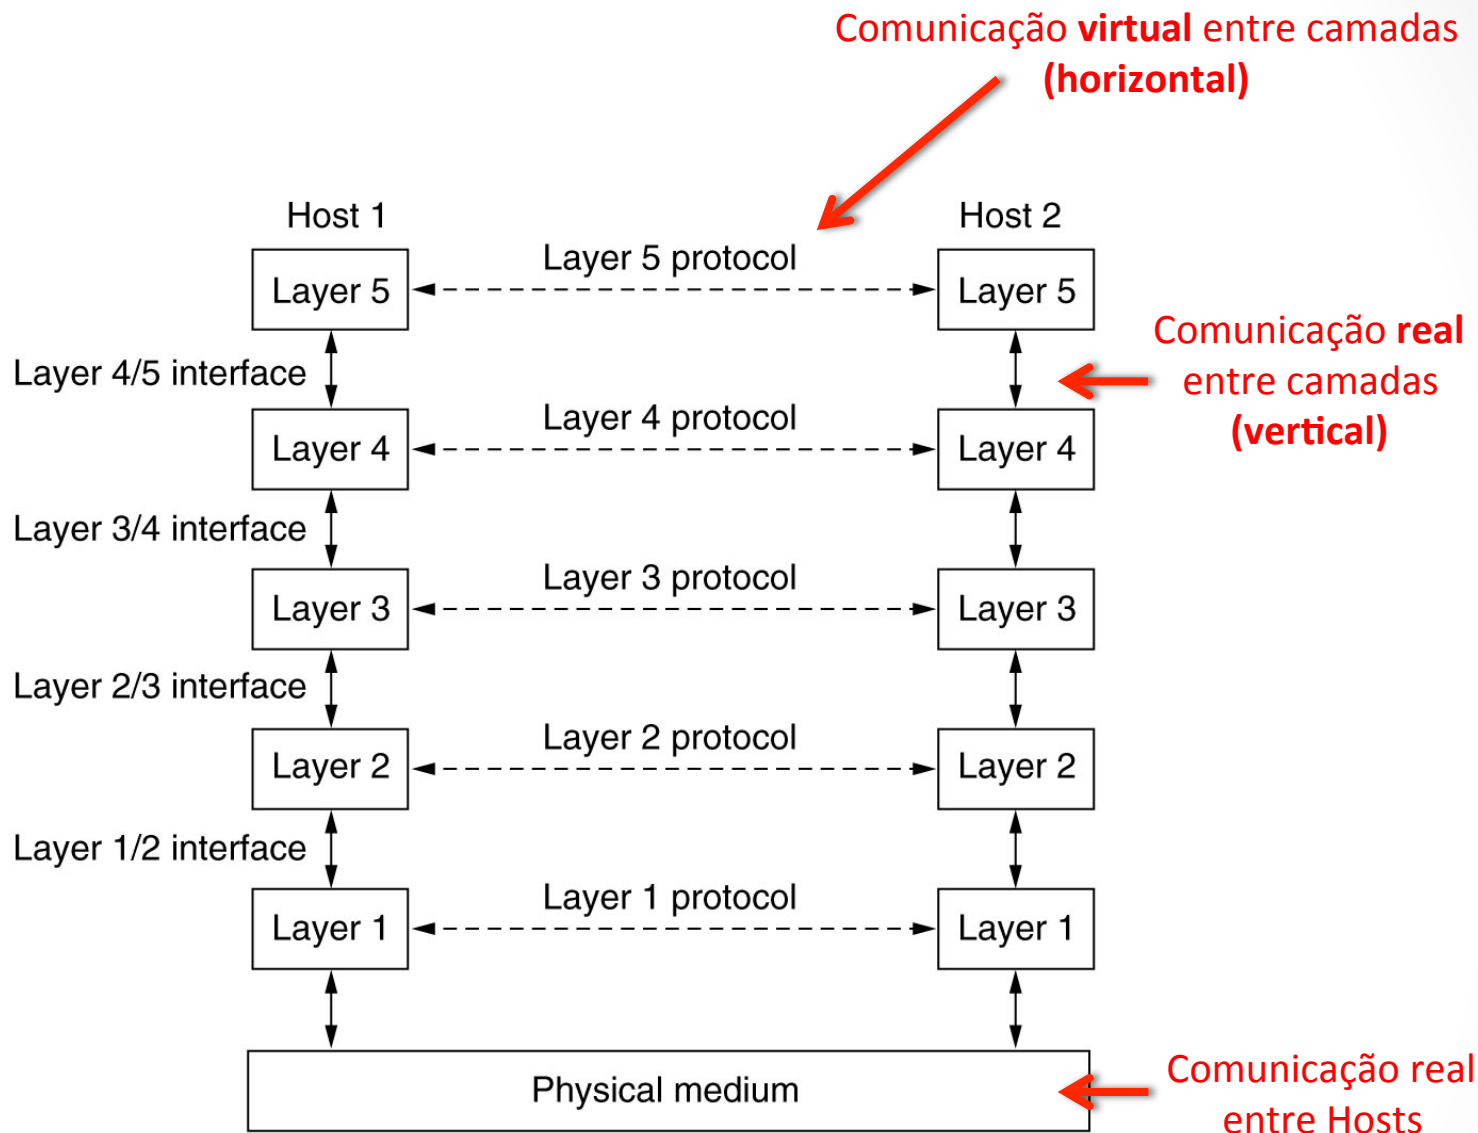 Comunicação virtual entre camadas
(horizontal)
Host 1
Host 2
Layer 5 protocol
Layer 5
Layer 5
Comunicação real
entre camadas
(vertical)
Layer 4/5 interface
Layer 4 protocol
Layer 4
Layer 4
Layer 3/4 interface
Layer 3 protocol
Layer 3
Layer 3
Layer 2/3 interface
Layer 2 protocol
Layer 2
Layer 2
Layer 1/2 interface
Layer 1 protocol
Layer 1
Layer 1
Physical medium
Comunicação real
entre Hosts